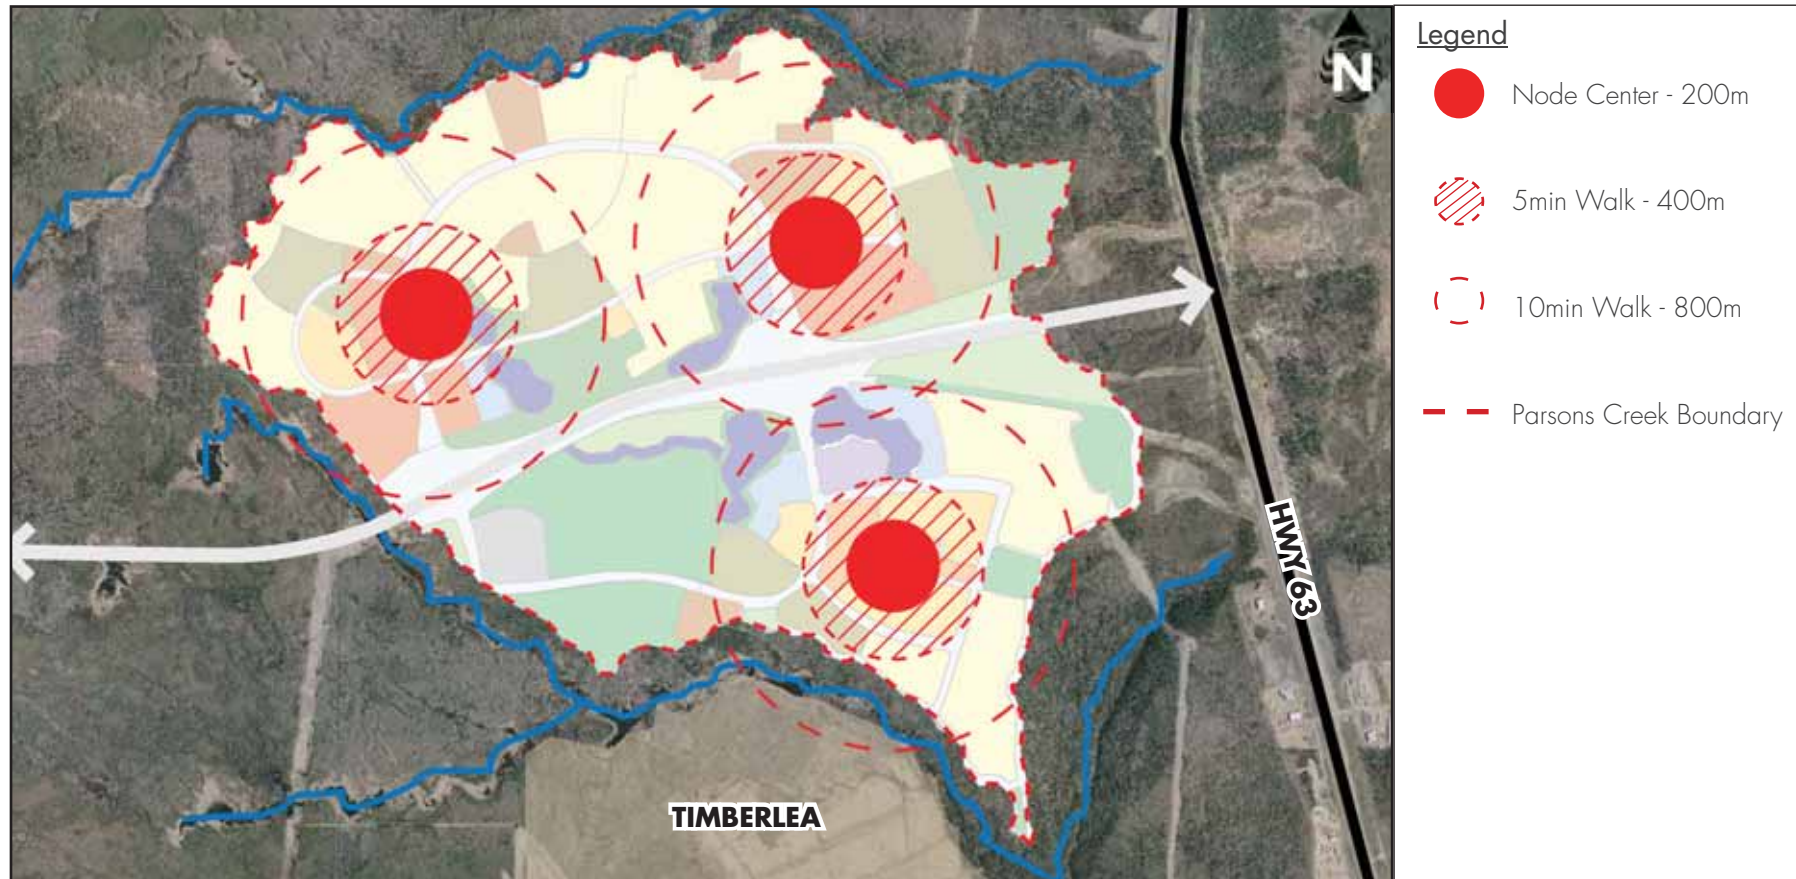 N
HWY 63
TIMBERLEA
Legend
Node Center - 200m
5min Walk - 400m
10min Walk - 800m
Parsons Creek Boundary